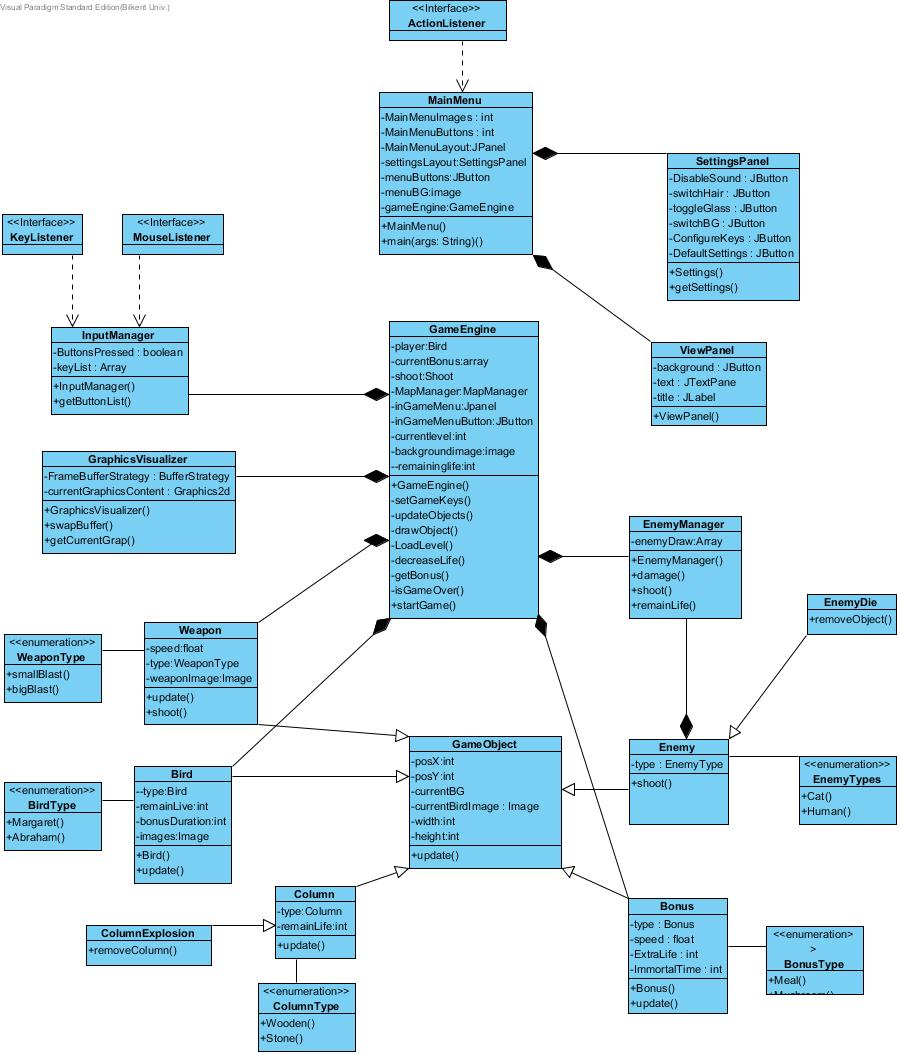 Visual Paradigm Standard Edition(Bilkent Univ.)
<<Interface>>
ActionListener
MainMenu
-MainMenuImages : int
-MainMenuButtons : int
-MainMenuLayout:JPanel
-settingsLayout:SettingsPanel
-menuButtons:JButton
-menuBG:image
-gameEngine:GameEngine
+MainMenu()
+main(args: String)()
SettingsPanel
-DisableSound : JButton
-switchHair : JButton
-toggleGlass : JButton
-switchBG : JButton
-ConfigureKeys : JButton
-DefaultSettings : JButton
+Settings()
+getSettings()
<<Interface>>
KeyListener
<<Interface>>
MouseListener
InputManager
-ButtonsPressed : boolean
-keyList : Array
+InputManager()
+getButtonList()
GameEngine
-player:Bird
-currentBonus:array
-shoot:Shoot
-MapManager:MapManager
-inGameMenu:Jpanel
-inGameMenuButton:JButton
-currentlevel:int
-backgroundimage:image
--remaininglife:int
+GameEngine()
-setGameKeys()
-updateObjects()
-drawObject()
-LoadLevel()
-decreaseLife()
-getBonus()
-isGameOver()
+startGame()
ViewPanel
-background : JButton
-text : JTextPane
-title : JLabel
+ViewPanel()
GraphicsVisualizer
-FrameBufferStrategy : BufferStrategy
-currentGraphicsContent : Graphics2d
+GraphicsVisualizer()
+swapBuffer()
+getCurrentGrap()
EnemyManager
-enemyDraw:Array
+EnemyManager()
+damage()
+shoot()
+remainLife()
EnemyDie
+removeObject()
<<enumeration>>
WeaponType
+smallBlast()
+bigBlast()
Weapon
-speed:float
-type:WeaponType
-weaponImage:Image
+update()
+shoot()
GameObject
-posX:int
-posY:int
-currentBG
-currentBirdImage : Image
-width:int
-height:int
+update()
Enemy
-type : EnemyType
+shoot()
<<enumeration>>
EnemyTypes
+Cat()
+Human()
<<enumeration>>
BirdType
+Margaret()
+Abraham()
Bird
--type:Bird
-remainLive:int
-bonusDuration:int
-images:Image
+Bird()
+update()
Column
-type:Column
-remainLife:int
+update()
ColumnExplosion
+removeColumn()
<<enumeration>>
ColumnType
+Wooden()
+Stone()
Bonus
-type : Bonus
-speed : float
-ExtraLife : int
-ImmortalTime : int
+Bonus()
+update()
<<enumeration>
>
BonusType
+Meal()